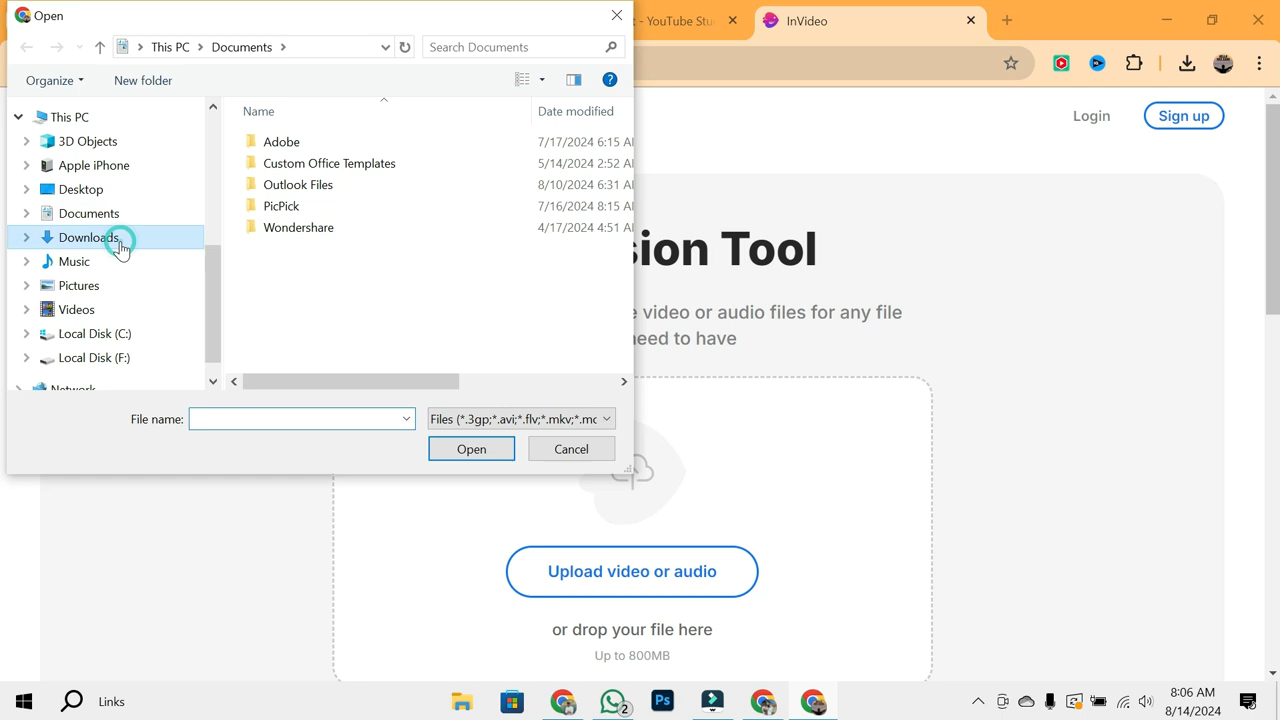 Open
YouTube Stu
InVideo
This PC
Documents
Search Documents
Organize
New folder
Name
Date modified
This PC
3D Objects
Apple iPhone
Desktop
Documents
Downloads
Music
Pictures
Videos
Local Disk (C:)
Local Disk (F:)
Network
Adobe
7/17/2024 6:15 A
Custom Office Templates
5/14/2024 2:52 A
Outlook Files
8/10/2024 6:31 A
PicPick
7/16/2024 8:15 A
Wondershare
4/17/2024 4:51 A
File name:
Files (*.3gp;*.avi;*.flv;*.mkv;*.mc
Open
Cancel
Login
Sign up
sion Tool
e video or audio files for any file
need to have
Upload video or audio
or drop your file here
Up to 800MB
Links
Ps
2
8:06 AM
8/14/2024